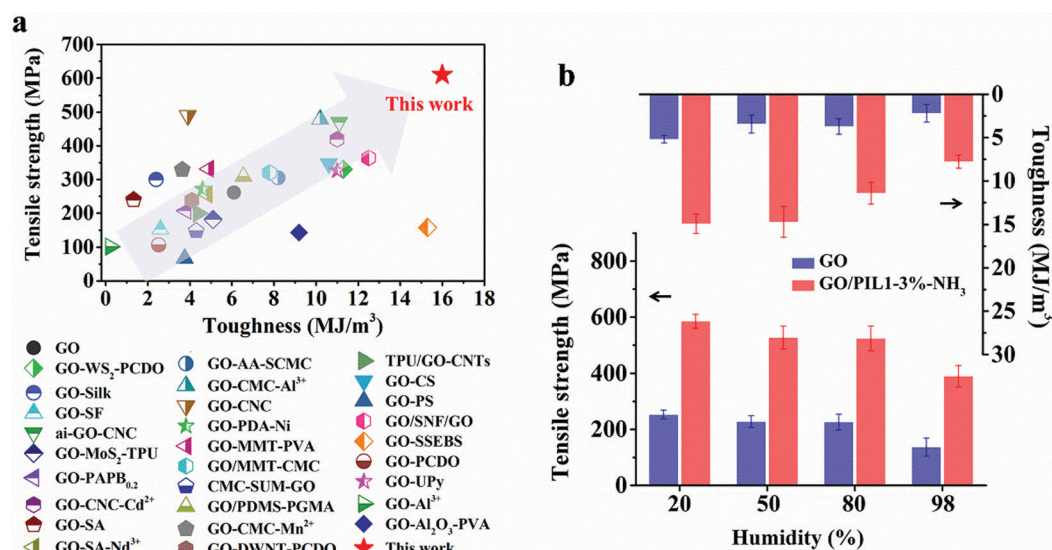 a
Tensile strength (MPa)
700
600
500
400
300
200
100
0
0 2 4 6 8 10 12 14 16 18
Toughness (MJ/m³)
This work
GO
GO-WS₂-PCDO
GO-Silk
GO-SF
ai-GO-CNC
GO-MoS₂-TPU
GO-PAPB₀.₂
GO-CNC-Cd²⁺
GO-SA
GO-SA-Nd³⁺
GO-AA-SCMC
GO-CMC-Al³⁺
GO-CNC
GO-PDA-Ni
GO-MMT-PVA
GO/MMT-CMC
CMC-SUM-GO
GO/PDMS-PGMA
GO-CMC-Mn²⁺
GO-DWNT-PCDO
TPU/GO-CNTs
GO-CS
GO-PS
GO/SNF/GO
GO-SSEBS
GO-PCDO
GO-UPy
GO-Al³⁺
GO-Al₂O₃-PVA
This work
b
0
5
10
15
20
25
30
Toughness (MJ/m³)
GO
GO/PIL1-3%-NH₃
Tensile strength (MPa)
800
600
400
200
0
20 50 80 98
Humidity (%)